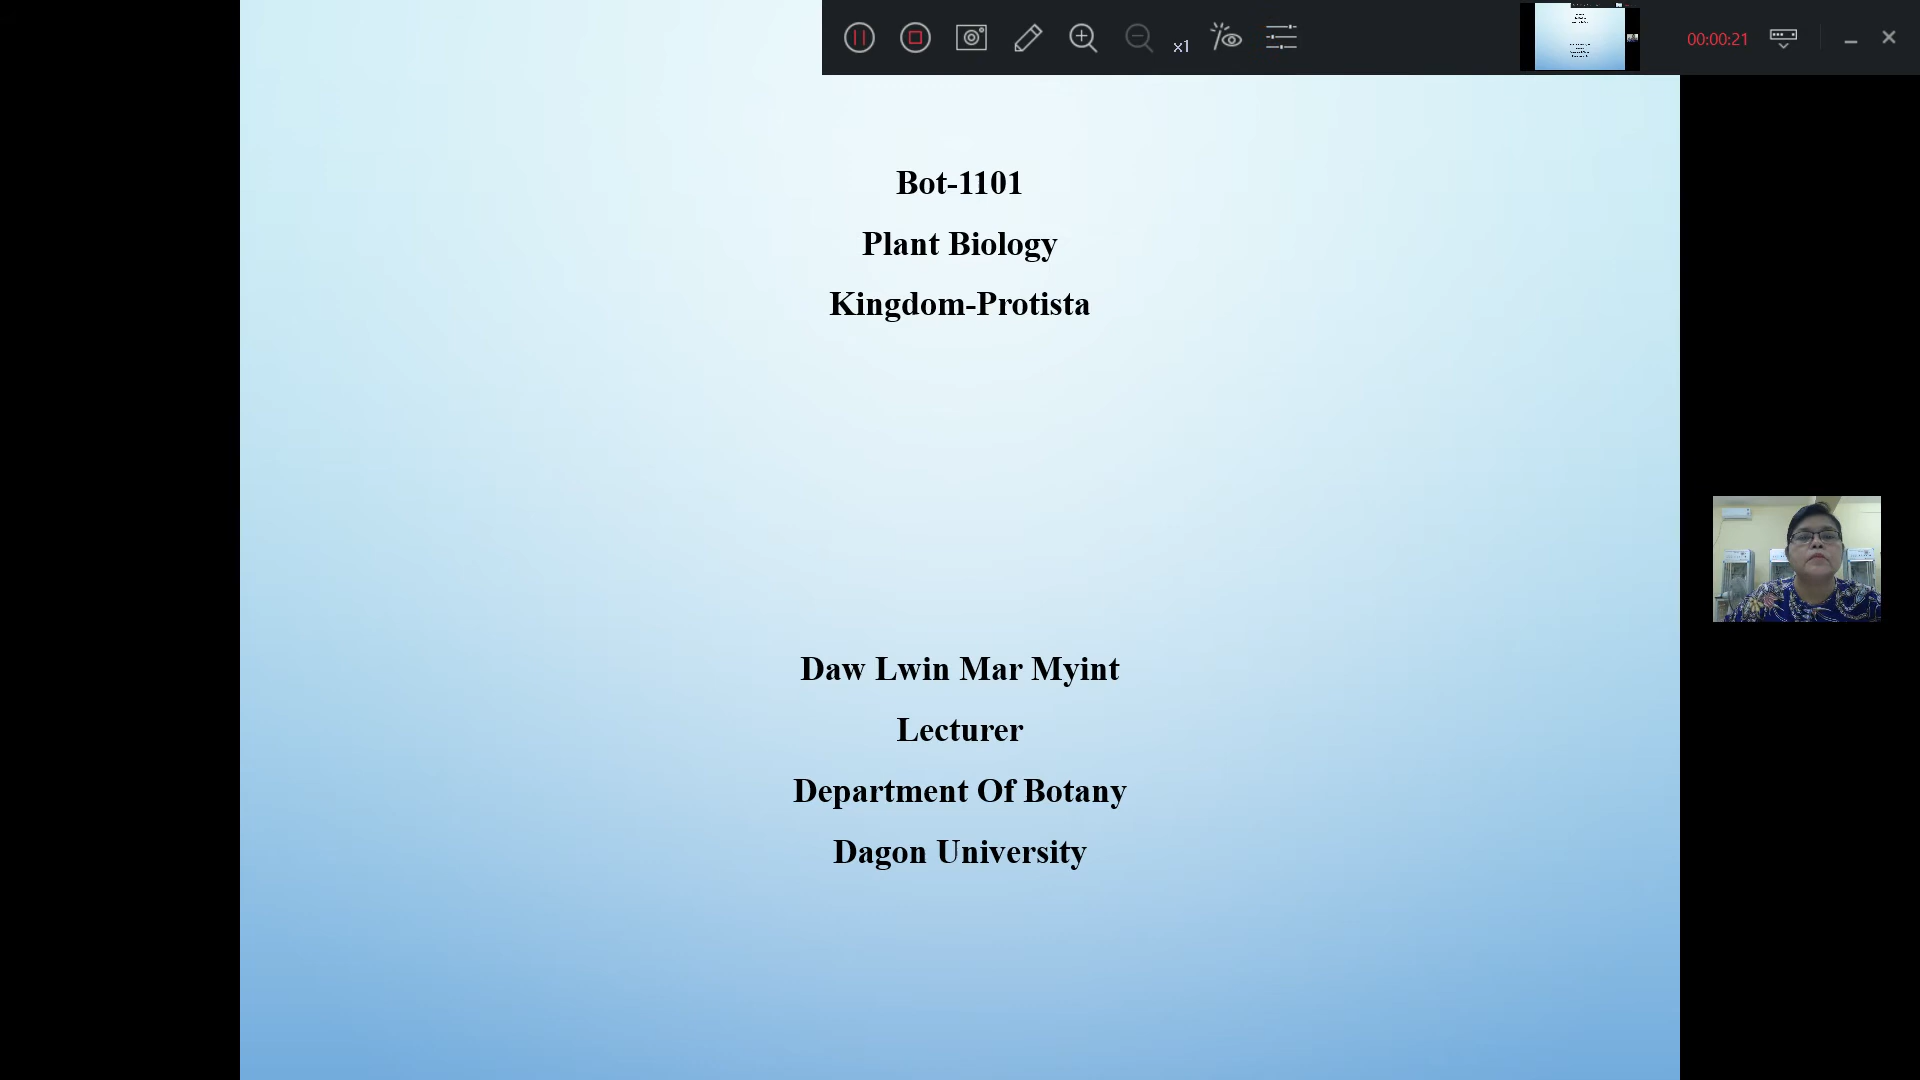 x1
00:00:21
Bot-1101
Plant Biology
Kingdom-Protista
Daw Lwin Mar Myint
Lecturer
Department Of Botany
Dagon University